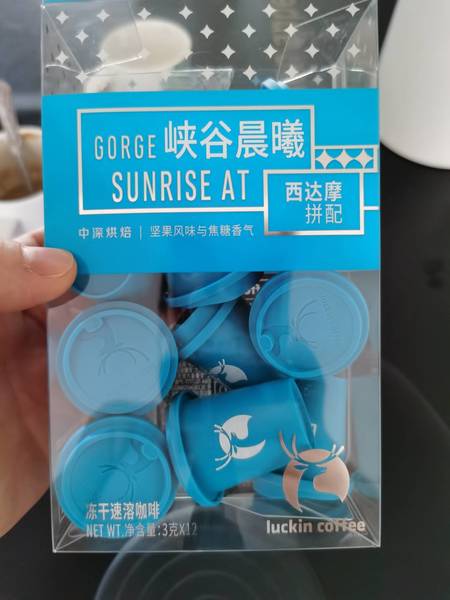 GORGE 峡谷晨曦
SUNRISE AT
西达摩
拼配
中深烘焙 | 坚果风味与焦糖香气
冻干速溶咖啡
NET WT.净含量:3克X12
luckin coffee